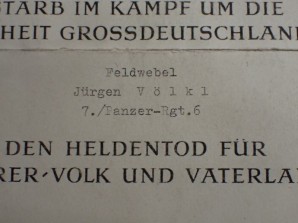 STARB IM KAMPF UM DIE
HEIT GROSSDEUTSCHLAN
Feldwebel
Jürgen Völkl
7./Panzer-Rgt.6
DEN HELDENTOD FÜR
RER-VOLK UND VATERLA